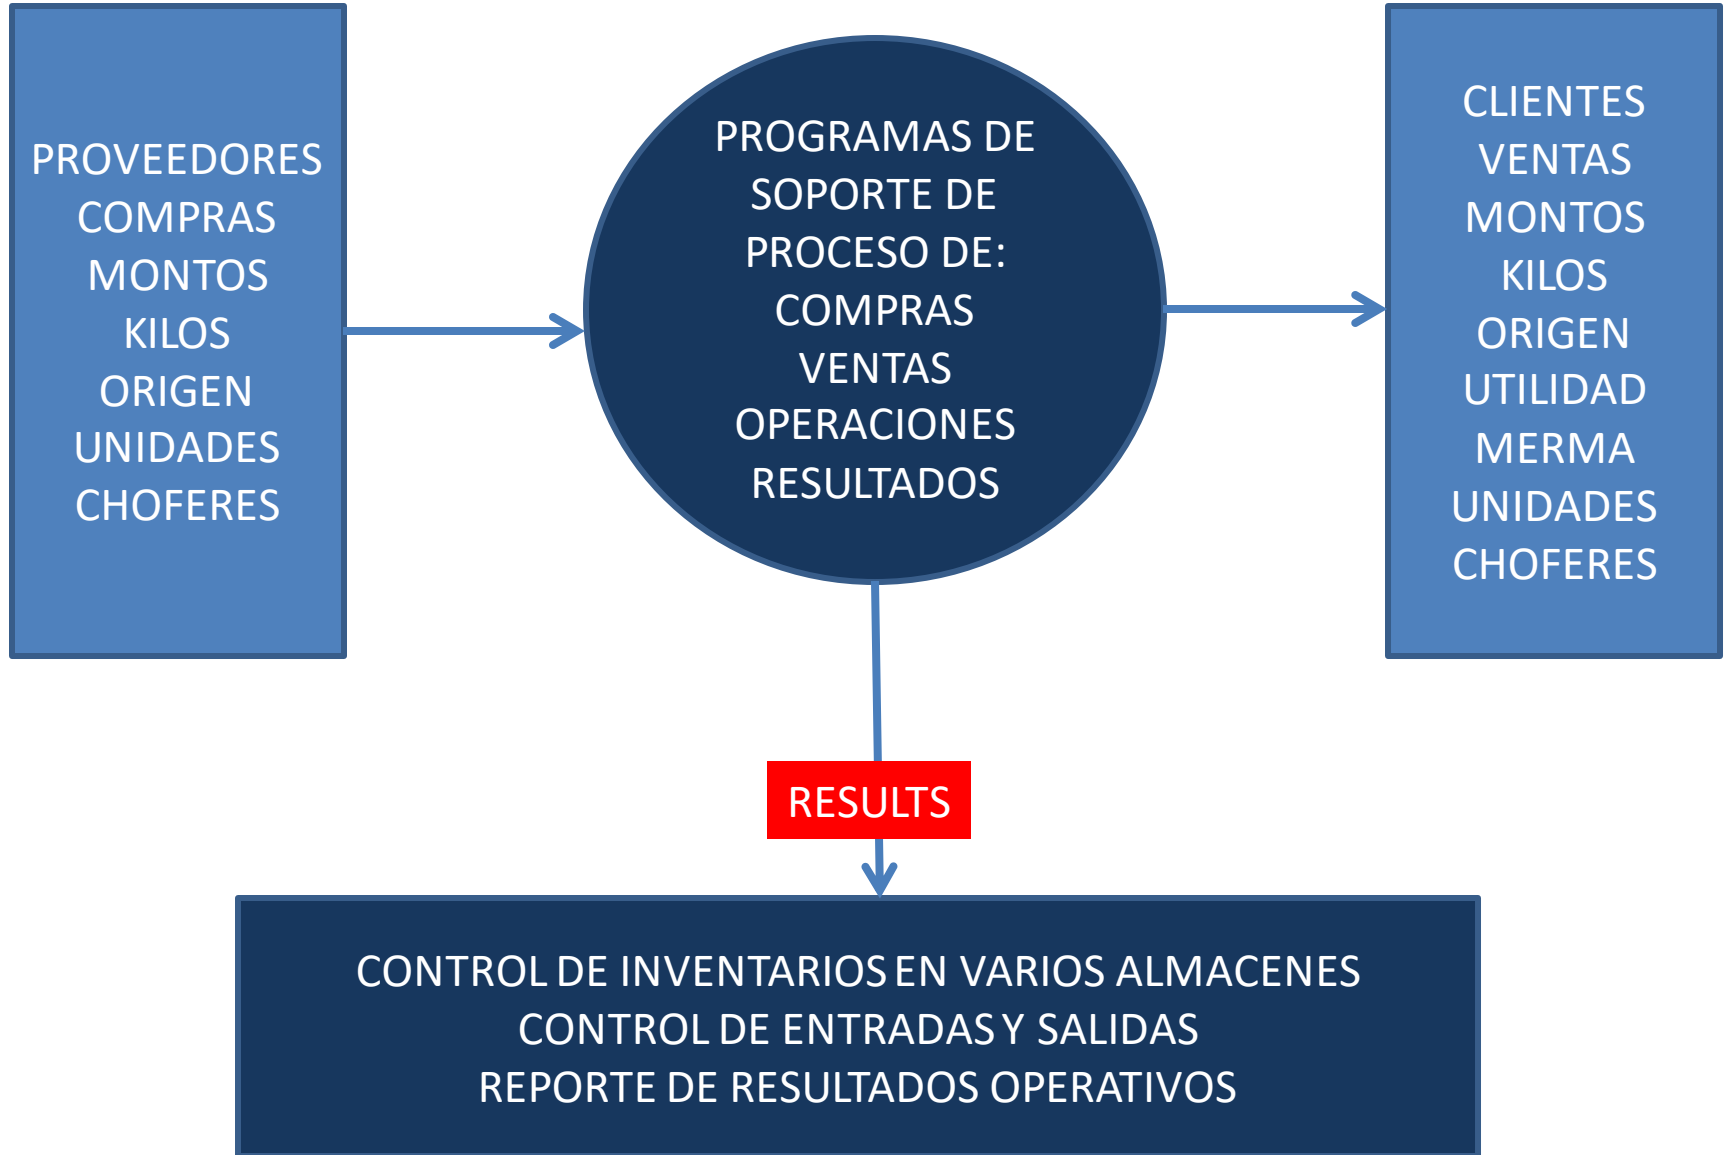 PROVEEDORES
COMPRAS
MONTOS
KILOS
ORIGEN
UNIDADES
CHOFERES
PROGRAMAS DE
SOPORTE DE
PROCESO DE:
COMPRAS
VENTAS
OPERACIONES
RESULTADOS
CLIENTES
VENTAS
MONTOS
KILOS
ORIGEN
UTILIDAD
MERMA
UNIDADES
CHOFERES
RESULTS
CONTROL DE INVENTARIOS EN VARIOS ALMACENES
CONTROL DE ENTRADAS Y SALIDAS
REPORTE DE RESULTADOS OPERATIVOS